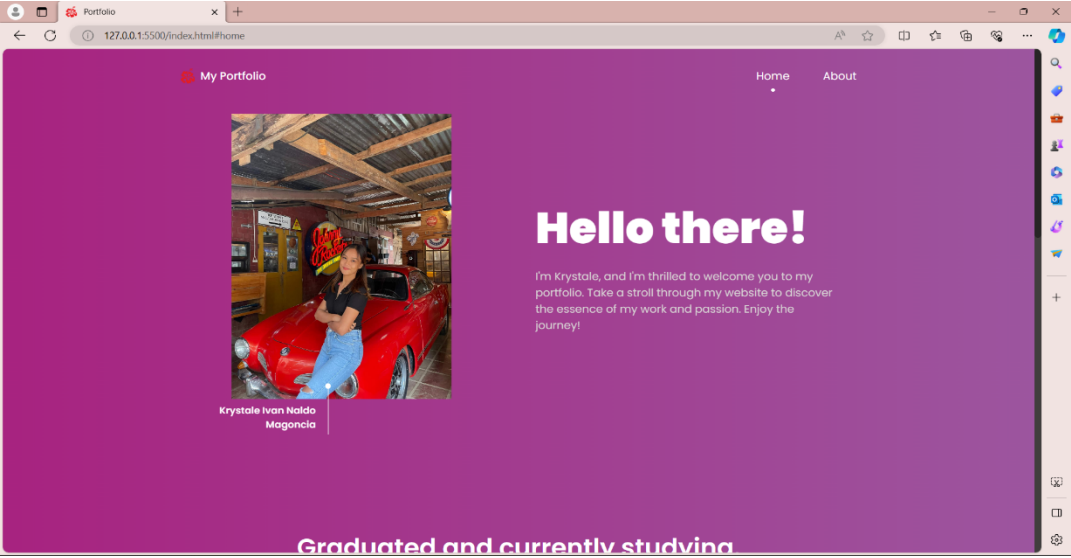 Portfolio
127.0.0.1:5500/index.html#home
My Portfolio
Home
About
Hello there!
I'm Krystale, and I'm thrilled to welcome you to my
portfolio. Take a stroll through my website to discover
the essence of my work and passion. Enjoy the
journey!
Krystale Ivan Naldo
Magoncia
Graduated and currently studying